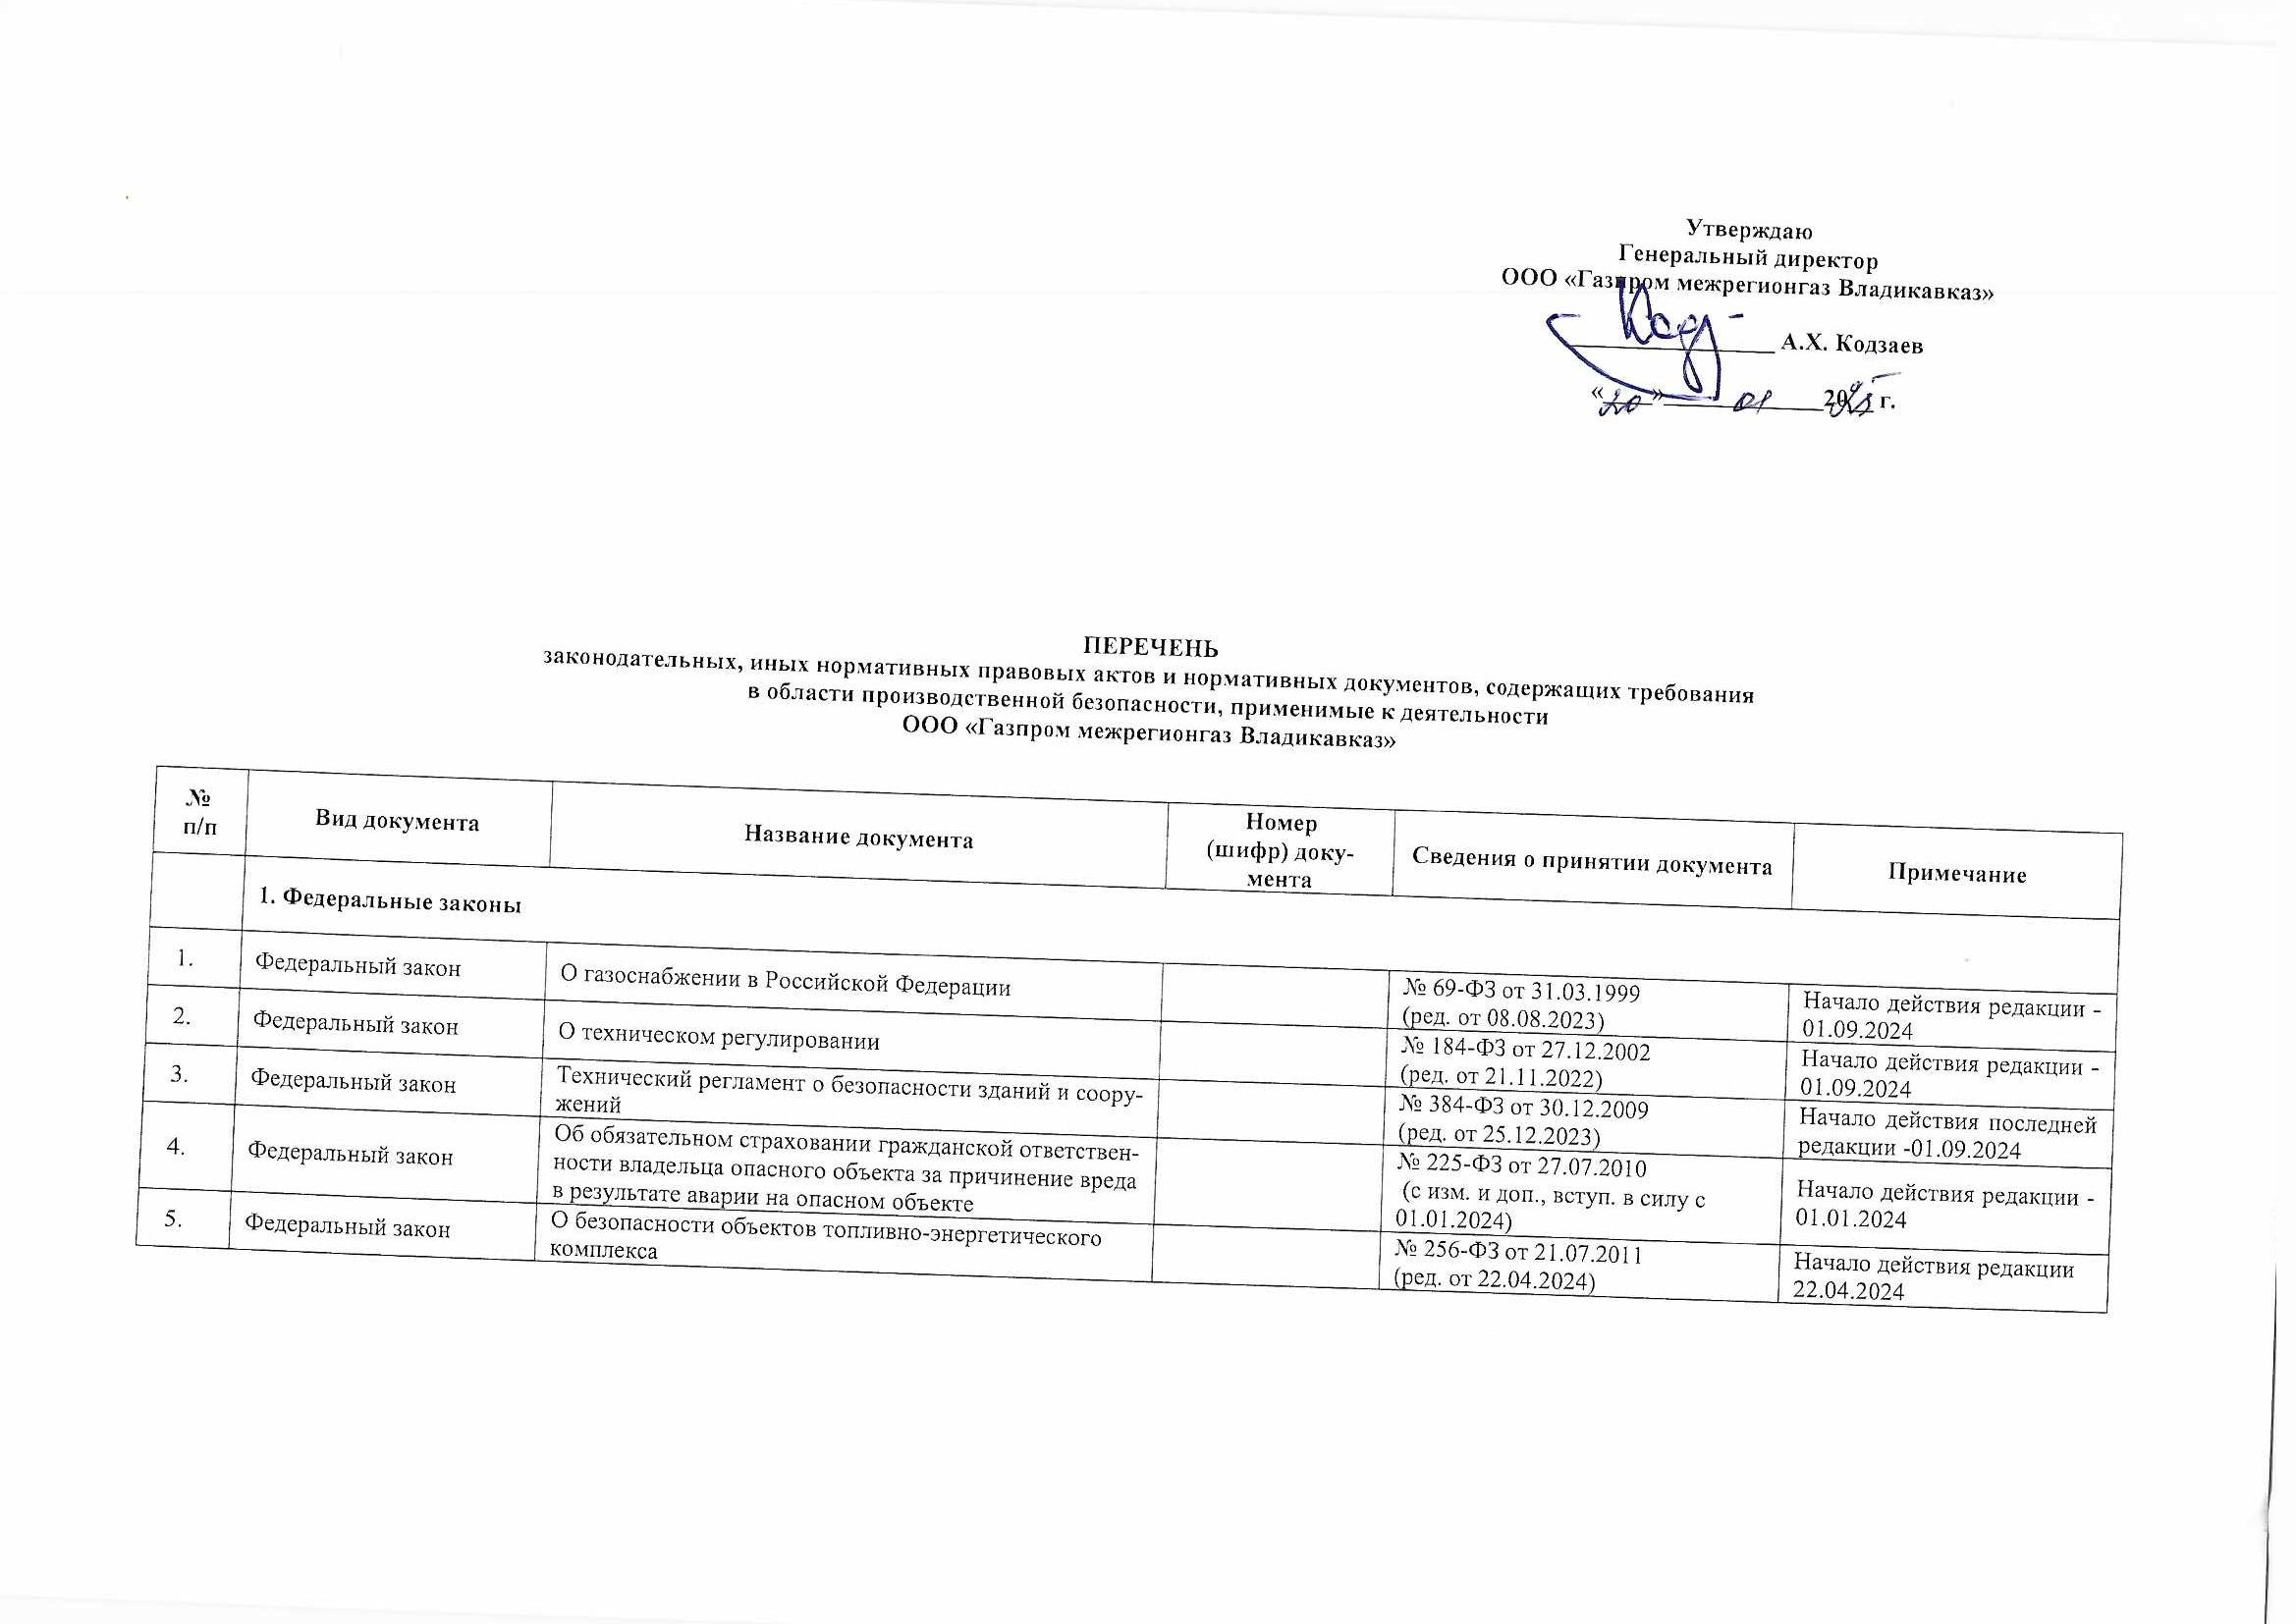 Утверждаю
Генеральный директор
ООО «Газпром межрегионгаз Владикавказ»
А.Х. Кодзаев
«20» 01 2025 г.
ПЕРЕЧЕНЬ
законодательных, иных нормативных правовых актов и нормативных документов, содержащих требования
в области производственной безопасности, применимые к деятельности
ООО «Газпром межрегионгаз Владикавказ»
№
п/п
Вид документа
Название документа
Номер
(шифр) доку-
мента
Сведения о принятии документа
Примечание
1. Федеральные законы
1.
Федеральный закон
О газоснабжении в Российской Федерации
№ 69-ФЗ от 31.03.1999
(ред. от 08.08.2023)
Начало действия редакции -
01.09.2024
2.
Федеральный закон
О техническом регулировании
№ 184-ФЗ от 27.12.2002
(ред. от 21.11.2022)
Начало действия редакции -
01.09.2024
3.
Федеральный закон
Технический регламент о безопасности зданий и соору-
жений
№ 384-ФЗ от 30.12.2009
(ред. от 25.12.2023)
Начало действия последней
редакции -01.09.2024
4.
Федеральный закон
Об обязательном страховании гражданской ответствен-
ности владельца опасного объекта за причинение вреда
в результате аварии на опасном объекте
№ 225-ФЗ от 27.07.2010
(с изм. и доп., вступ. в силу с
01.01.2024)
Начало действия редакции -
01.01.2024
5.
Федеральный закон
О безопасности объектов топливно-энергетического
комплекса
№ 256-ФЗ от 21.07.2011
(ред. от 22.04.2024)
Начало действия редакции
22.04.2024